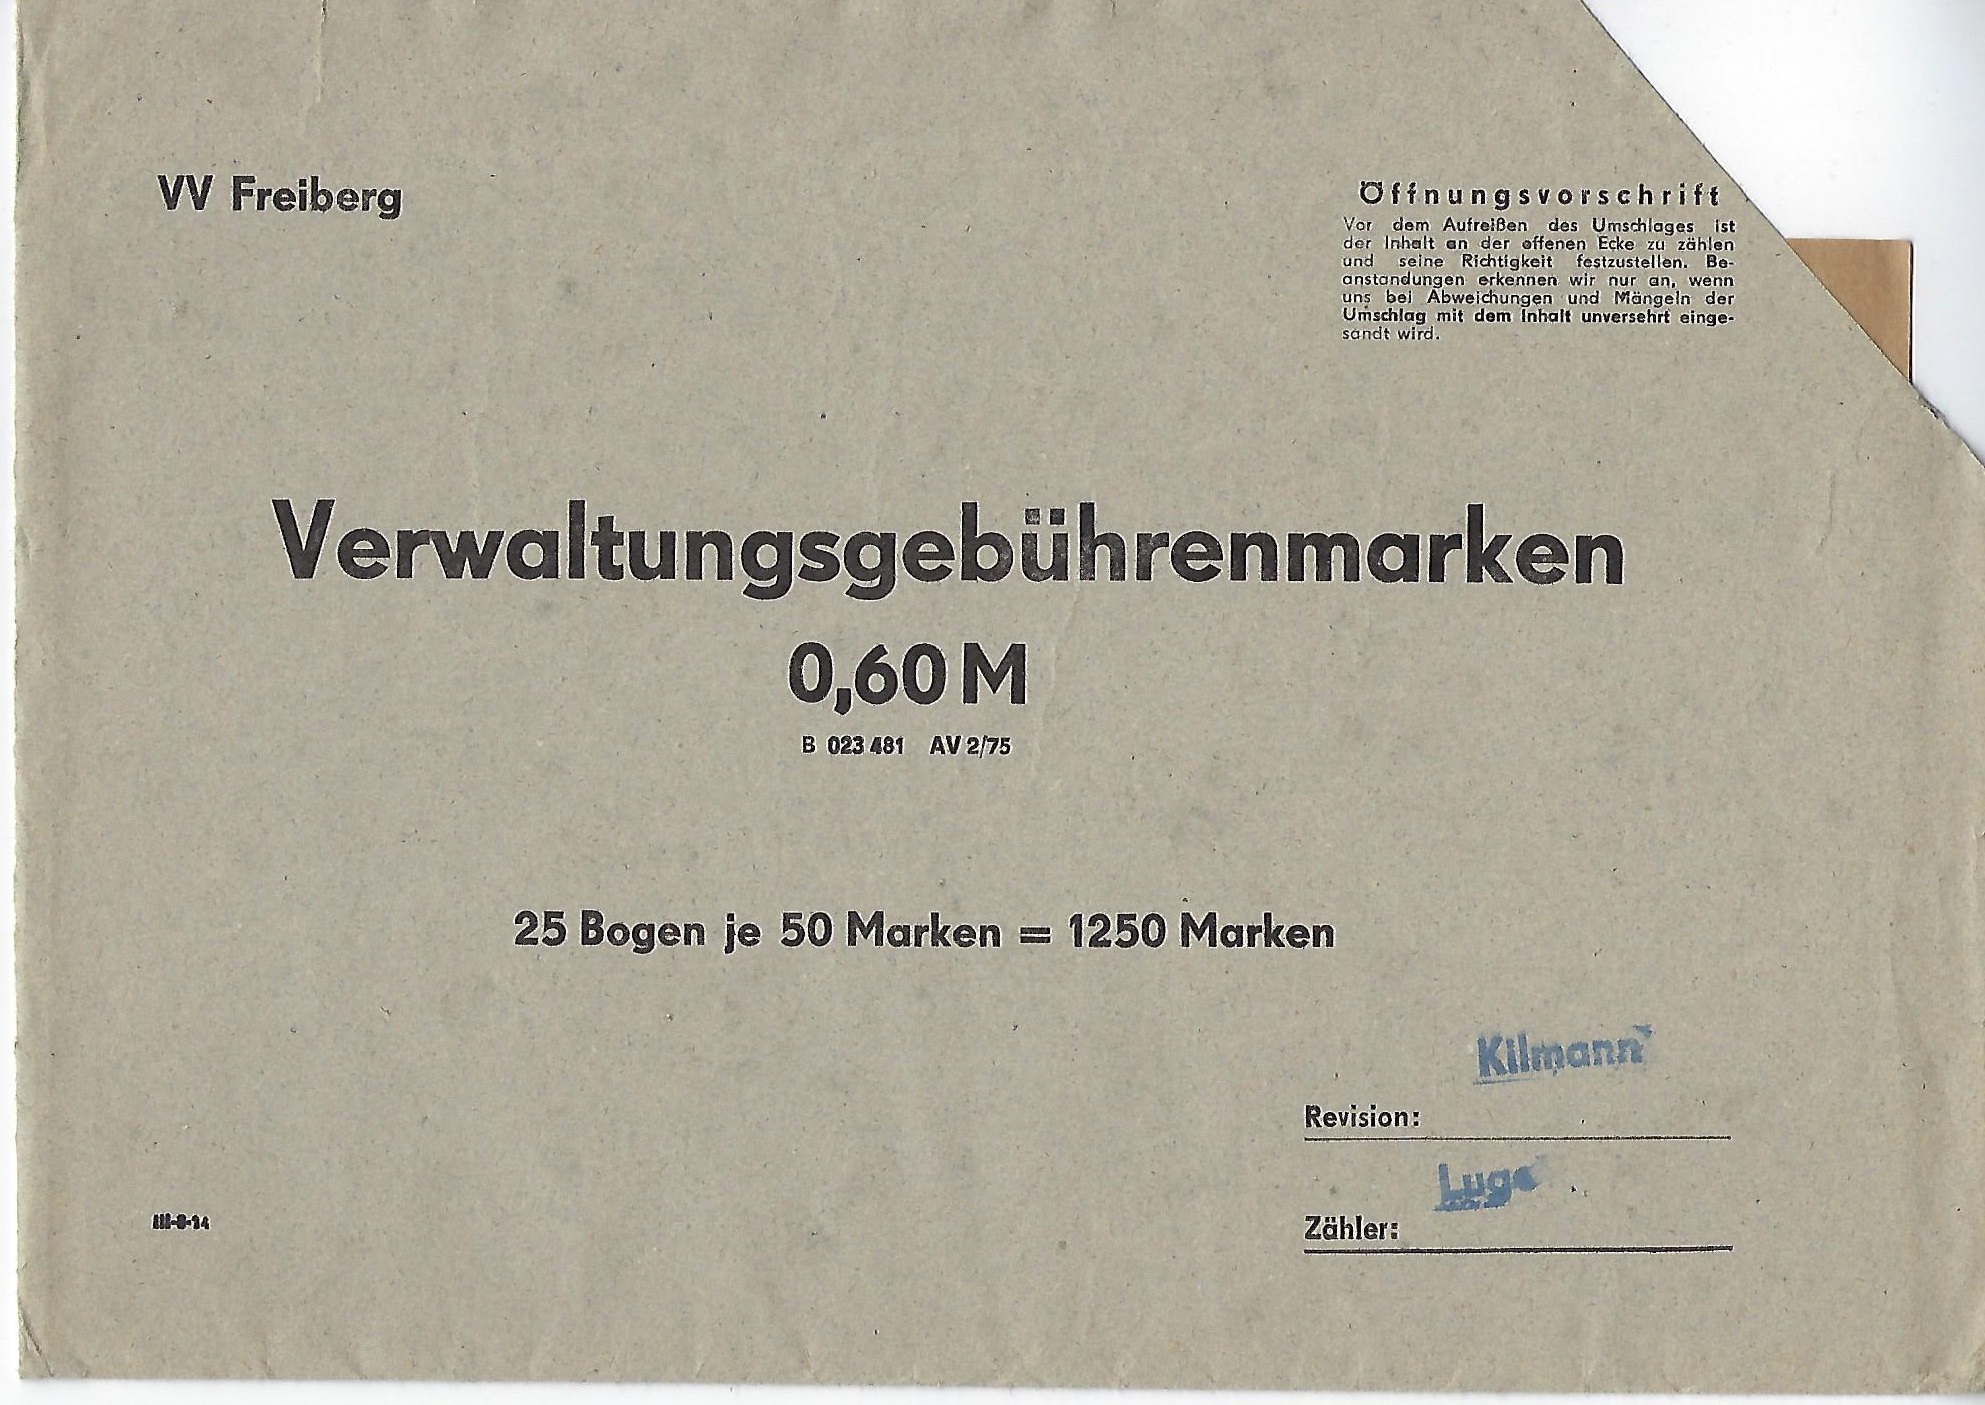 VV Freiberg
Öffnungsvorschrift
Vor dem Aufreißen des Umschlages ist
der Inhalt an der offenen Ecke zu zählen
und seine Richtigkeit festzustellen. Be-
anstandungen erkennen wir nur an, wenn
uns bei Abweichungen und Mängeln der
Umschlag mit dem Inhalt unversehrt einge-
sandt wird.
Verwaltungsgebührenmarken
0,60 M
B 023 481 AV 2/75
25 Bogen je 50 Marken = 1250 Marken
Kilmann
Revision:
Zähler: